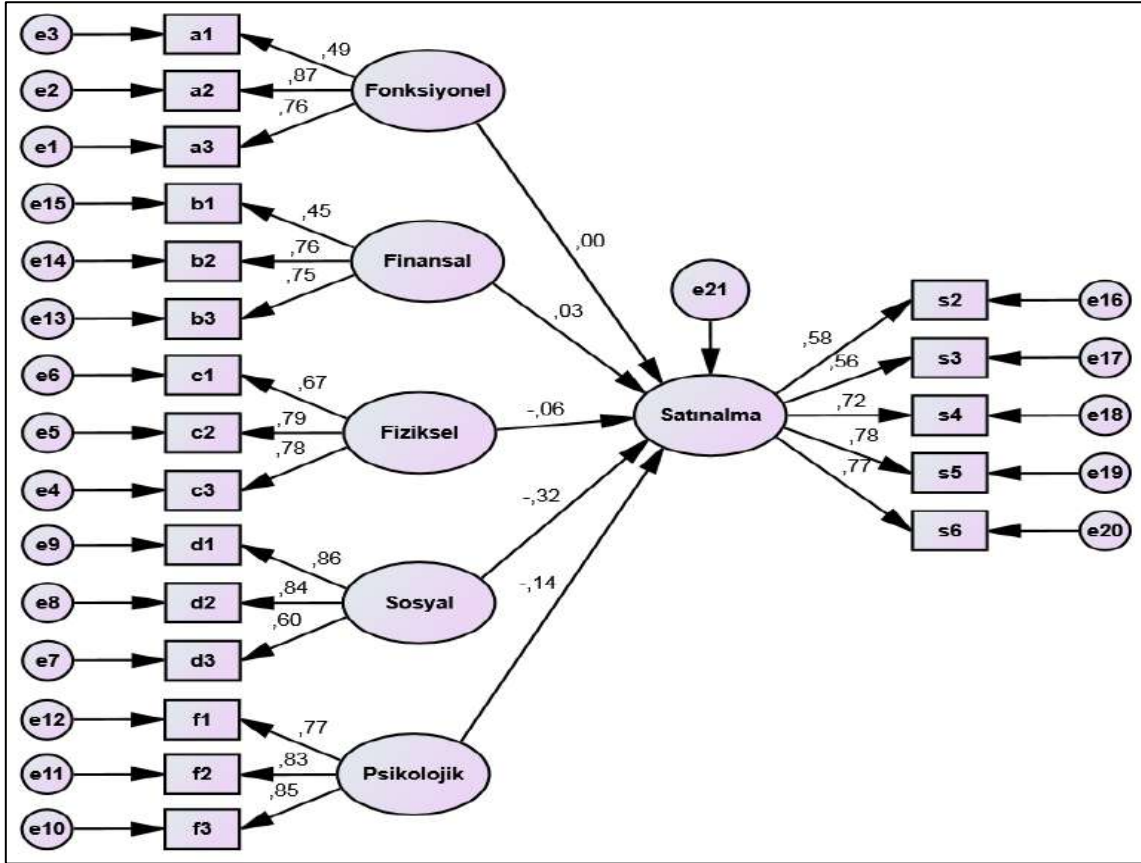 e3 a1 ,49
e2 a2 ,87 Fonksiyonel
e1 a3 ,76
e15 b1 ,45
e14 b2 ,76 Finansal
e13 b3 ,75
,00
,03
e6 c1 ,67
e5 c2 ,79 Fiziksel
e4 c3 ,78
-,06
e9 d1 ,86
e8 d2 ,84 Sosyal
e7 d3 ,60
-,32
e12 f1 ,77
e11 f2 ,83 Psikolojik
e10 f3 ,85
-,14
e21
Satınalma
,58 s2 e16
,56 s3 e17
,72 s4 e18
,78 s5 e19
,77 s6 e20